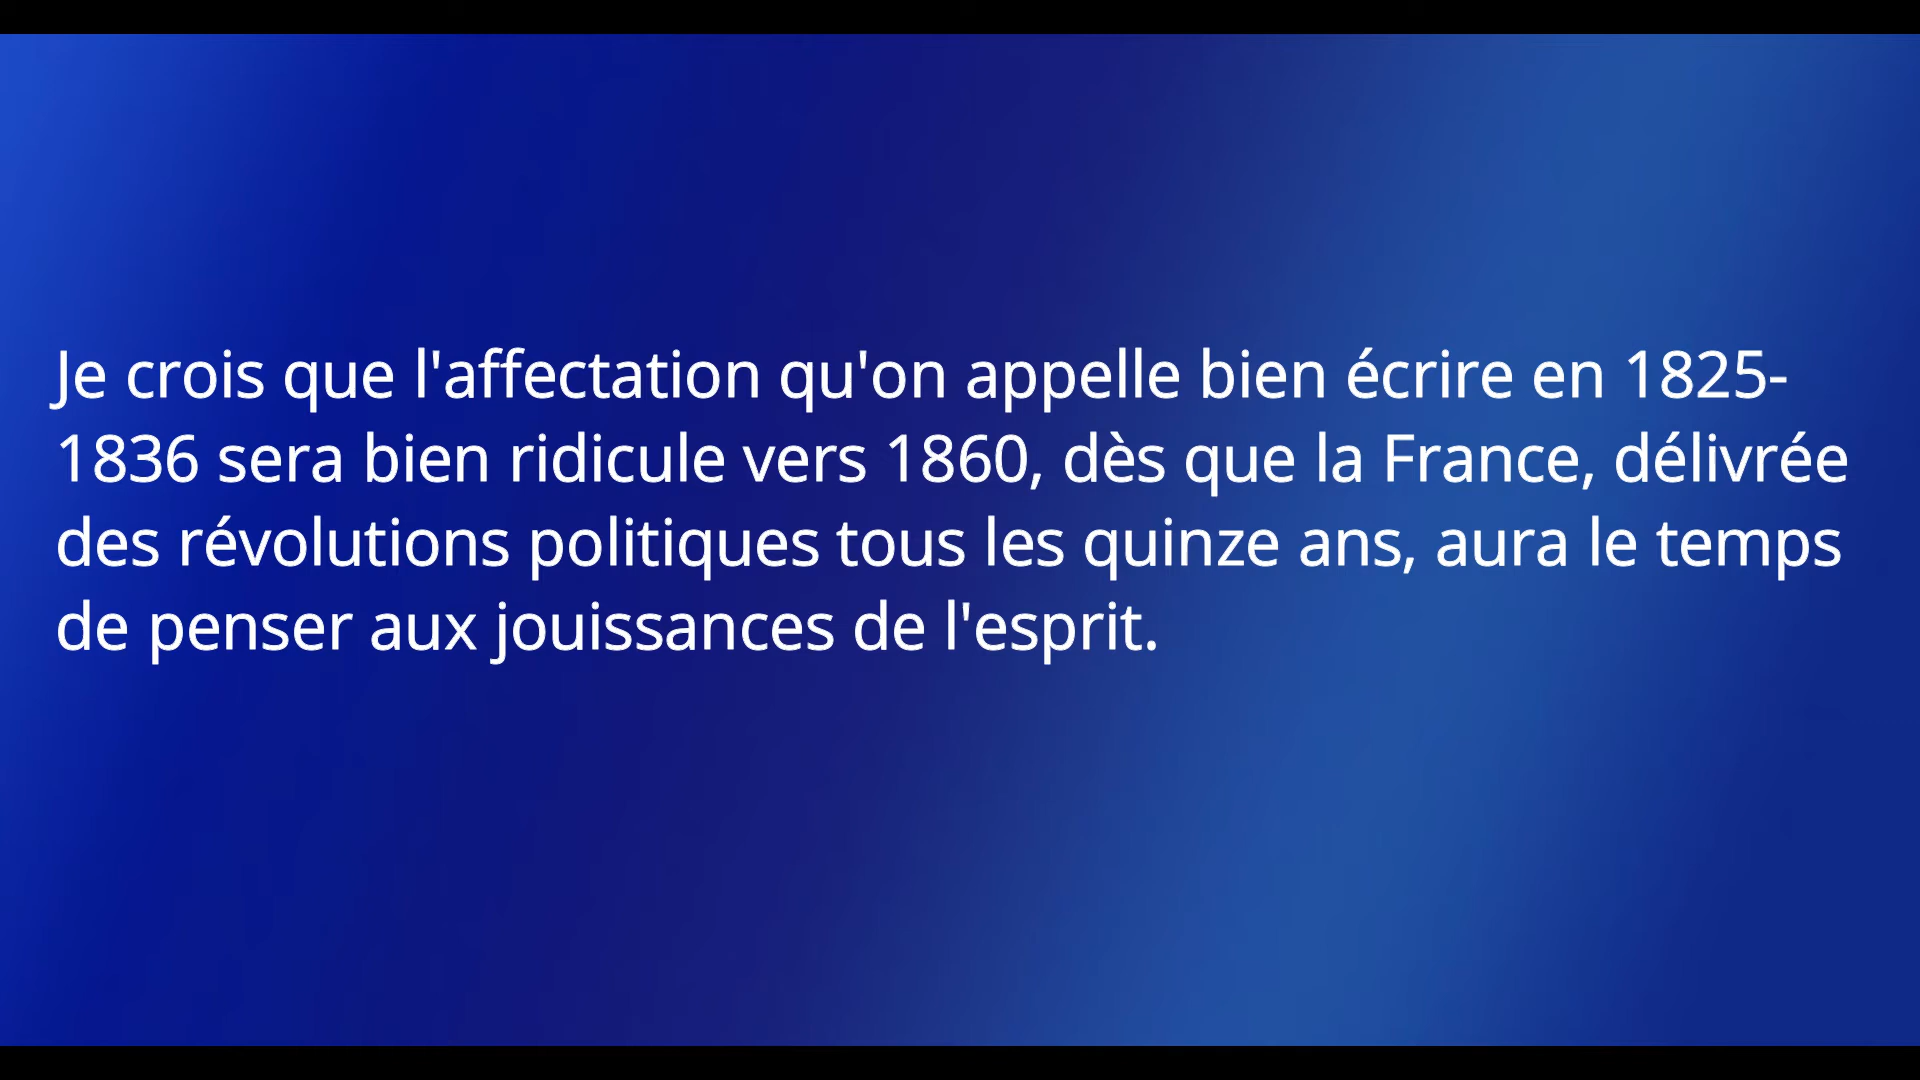 Je crois que l'affectation qu'on appelle bien écrire en 1825-
1836 sera bien ridicule vers 1860, dès que la France, délivrée
des révolutions politiques tous les quinze ans, aura le temps
de penser aux jouissances de l'esprit.